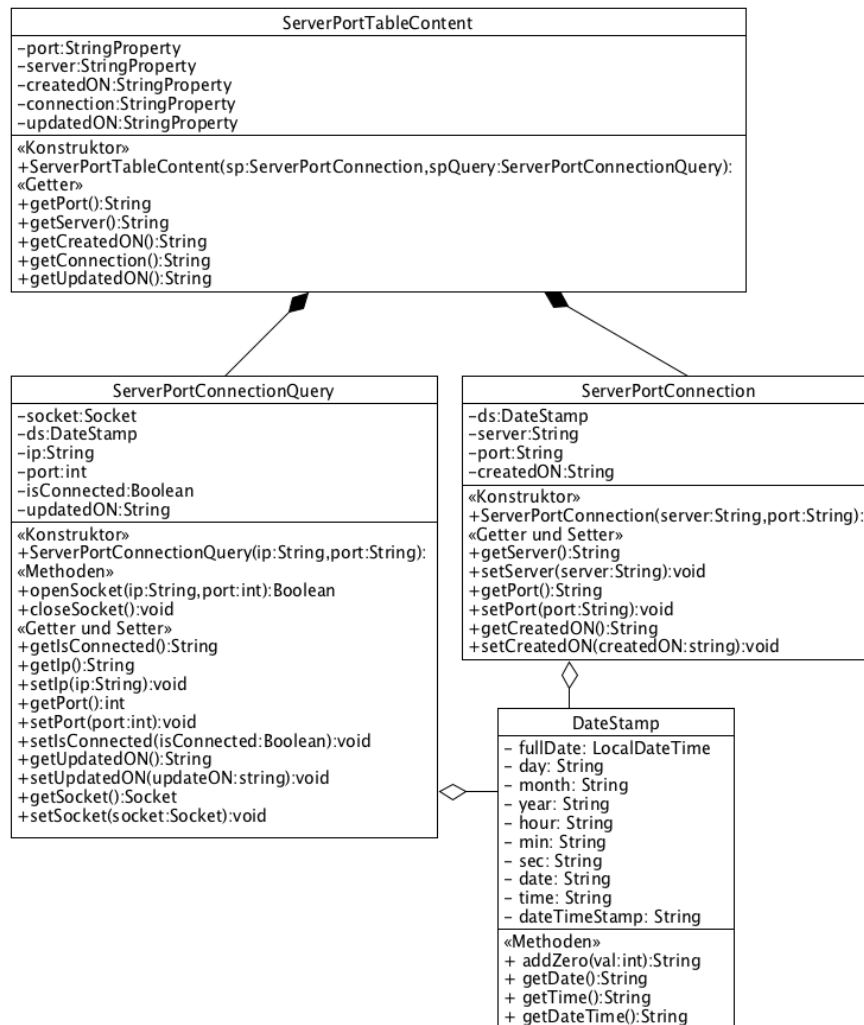 ServerPortTableContent
-port:StringProperty
-server:StringProperty
-createdON:StringProperty
-connection:StringProperty
-updatedON:StringProperty
«Konstruktor»
+ServerPortTableContent(sp:ServerPortConnection,spQuery:ServerPortConnectionQuery):
«Getter»
+getPort():String
+getServer():String
+getCreatedON():String
+getConnection():String
+getUpdatedON():String
ServerPortConnectionQuery
-socket:Socket
-ds:DateStamp
-ip:String
-port:int
-isConnected:Boolean
-updatedON:String
«Konstruktor»
+ServerPortConnectionQuery(ip:String,port:String):
«Methoden»
+openSocket(ip:String,port:int):Boolean
+closeSocket():void
«Getter und Setter»
+getIsConnected():String
+getIp():String
+setIp(ip:String):void
+getPort():int
+setPort(port:int):void
+setIsConnected(isConnected:Boolean):void
+getUpdatedON():String
+setUpdatedON(updateON:string):void
+getSocket():Socket
+setSocket(socket:Socket):void
ServerPortConnection
-ds:DateStamp
-server:String
-port:String
-createdON:String
«Konstruktor»
+ServerPortConnection(server:String,port:String):
«Getter und Setter»
+getServer():String
+setServer(server:String):void
+getPort():String
+setPort(port:String):void
+getCreatedON():String
+setCreatedON(createdON:string):void
DateStamp
- fullDate: LocalDateTime
- day: String
- month: String
- year: String
- hour: String
- min: String
- sec: String
- date: String
- time: String
- dateTimeStamp: String
«Methoden»
+ addZero(val:int):String
+ getDate():String
+ getTime():String
+ getDateTime():String